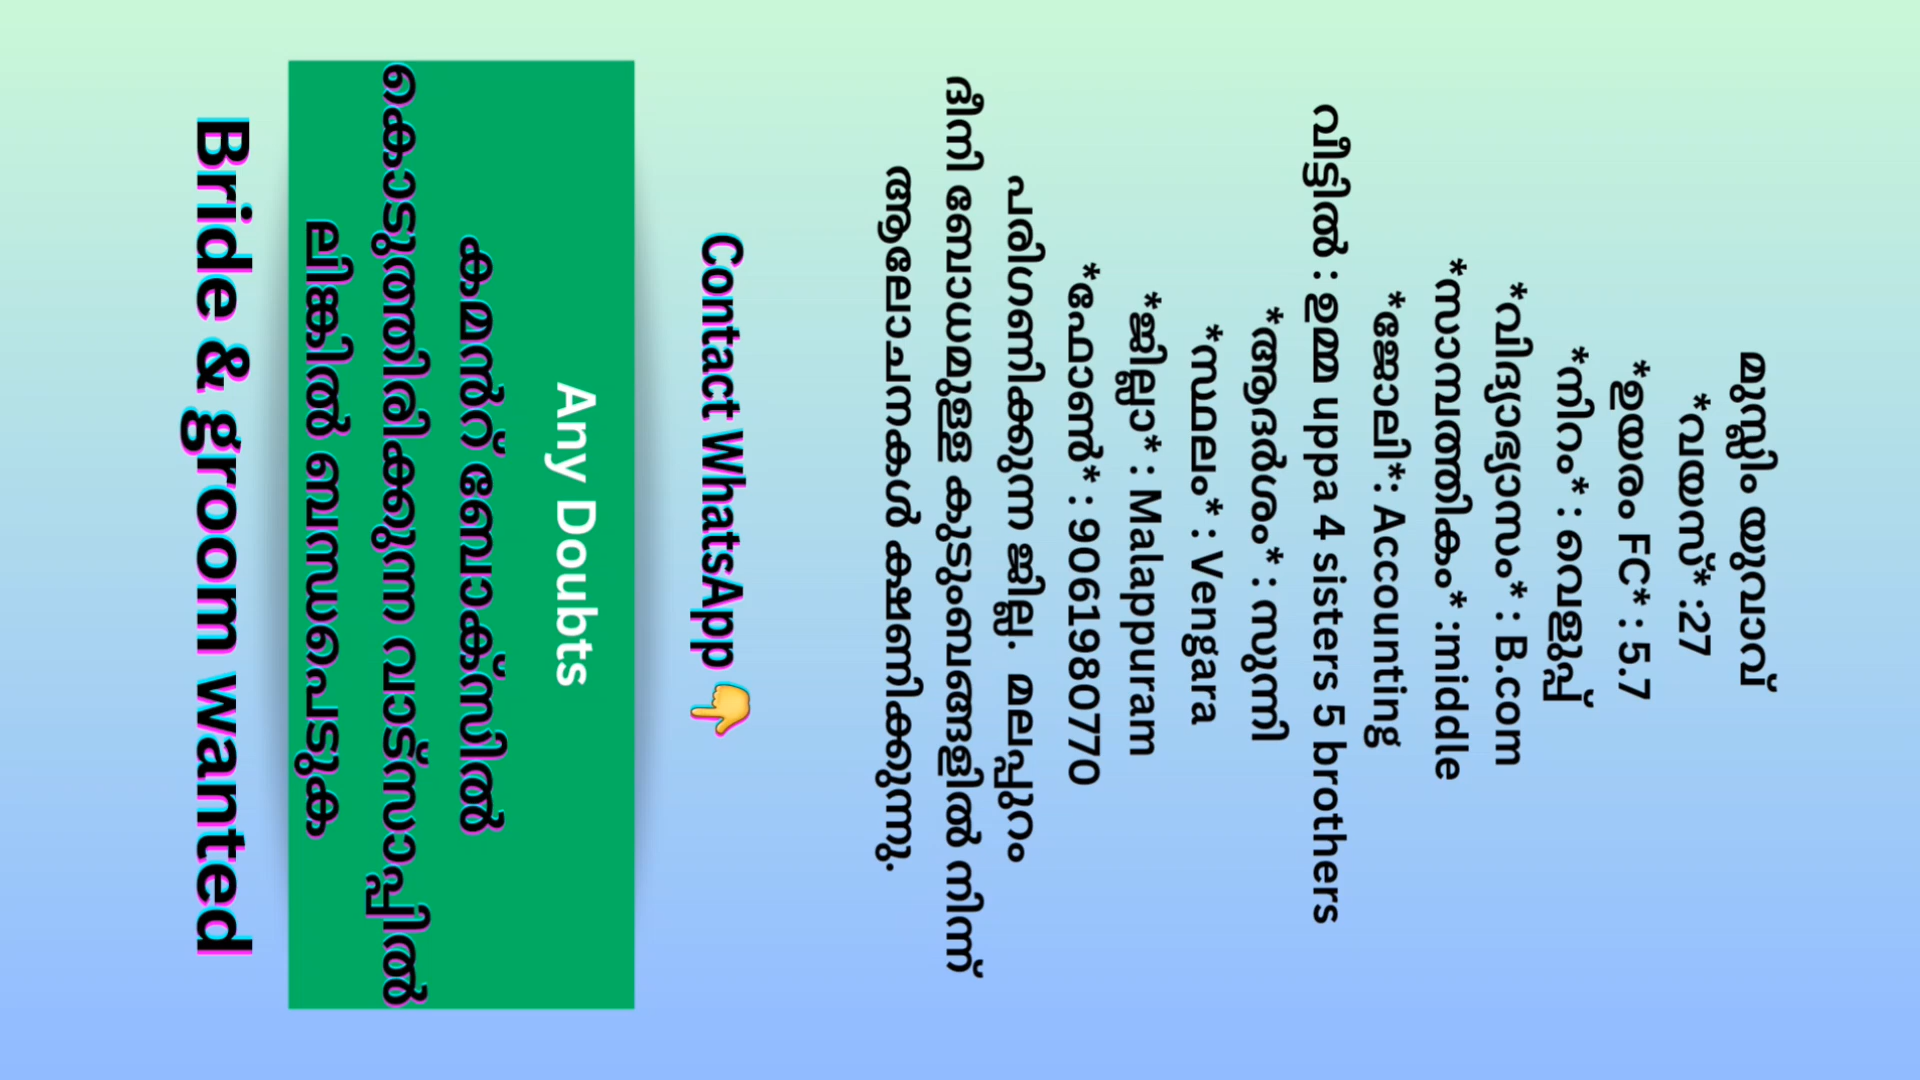 മുസ്ലിം യുവാവ്
*വയസ്* :27
*ഉയരം FC* : 5.7
*നിറം* : വെളുപ്പ്
*വിദ്യാഭ്യാസം* : B.com
*സാമ്പത്തികം* :middle
*ജോലി*: Accounting
വീട്ടിൽ : ഉമ്മ uppa 4 sisters 5 brothers
*ആദർശം* : സുന്നി
*സ്ഥലം* : Vengara
*ജില്ലാ* : Malappuram
*ഫോൺ* : 9061980770
പരിഗണിക്കുന്ന ജില്ല. മലപ്പുറം
ദീനി ബോധമുള്ള കുടുംബങ്ങളിൽ നിന്ന്
ആലോചനകൾ ക്ഷണിക്കുന്നു.
Contact WhatsApp 👇
Any Doubts
കമൻറ് ബോക്സിൽ
കൊടുത്തിരിക്കുന്ന വാട്സാപ്പിൽ
ലിങ്കിൽ ബന്ധപെടുക
Bride & groom wanted